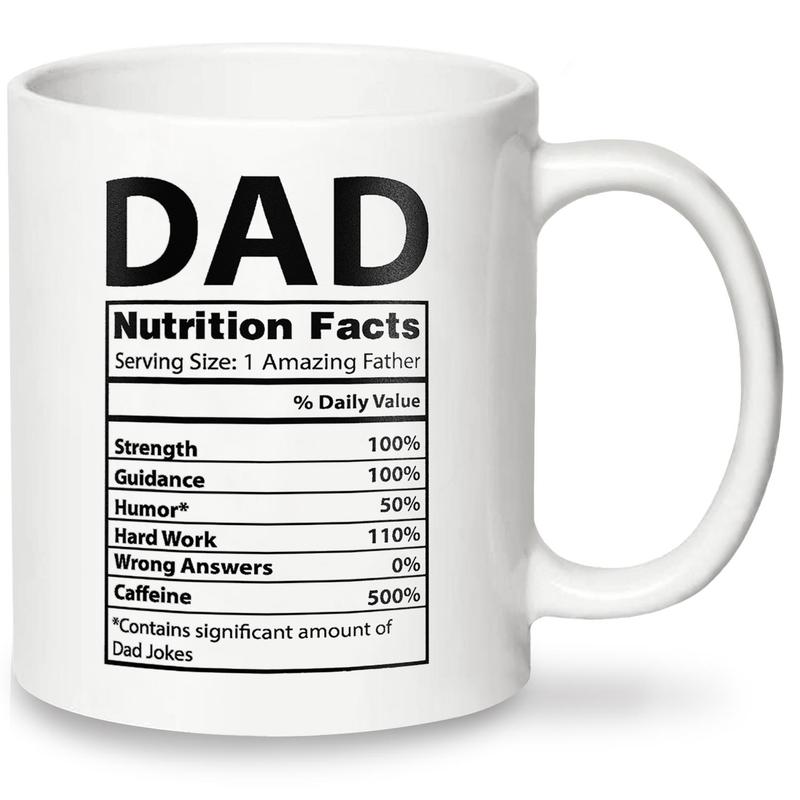 DAD
Nutrition Facts
Serving Size: 1 Amazing Father
% Daily Value
Strength 100%
Guidance 100%
Humor* 50%
Hard Work 110%
Wrong Answers 0%
Caffeine 500%
*Contains significant amount of
Dad Jokes